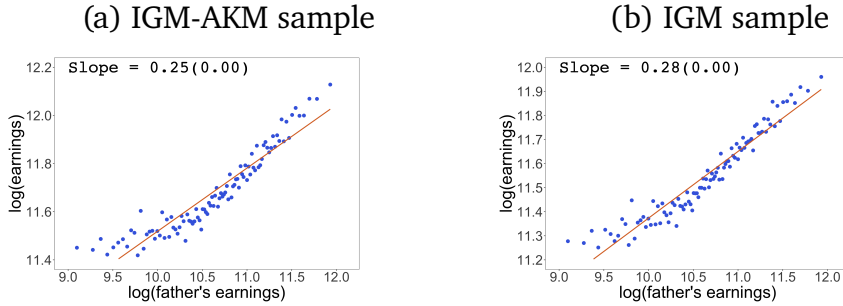 (a) IGM-AKM sample
Slope = 0.25(0.00)
12.2
12.0
11.8
11.6
11.4
log(earnings)
9.0 9.5 10.0 10.5 11.0 11.5 12.0
log(father's earnings)
(b) IGM sample
Slope = 0.28(0.00)
12.0
11.9
11.8
11.7
11.6
11.5
11.4
11.3
11.2
log(earnings)
9.0 9.5 10.0 10.5 11.0 11.5 12.0
log(father's earnings)